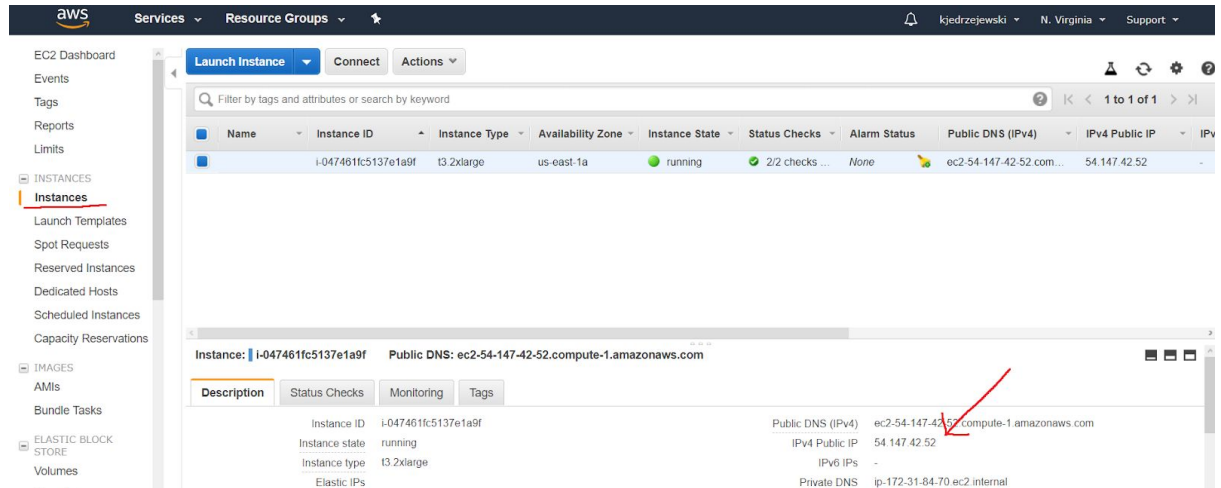 aws Services Resource Groups kjedrzejewski N. Virginia Support
EC2 Dashboard
Events
Tags
Reports
Limits
INSTANCES
Instances
Launch Templates
Spot Requests
Reserved Instances
Dedicated Hosts
Scheduled Instances
Capacity Reservations
IMAGES
AMIs
Bundle Tasks
ELASTIC BLOCK
STORE
Volumes
Launch Instance Connect Actions
Filter by tags and attributes or search by keyword 1 to 1 of 1
Name Instance ID Instance Type Availability Zone Instance State Status Checks Alarm Status Public DNS (IPv4) IPv4 Public IP IPv
i-047461fc5137e1a9f t3.2xlarge us-east-1a running 2/2 checks ... None ec2-54-147-42-52.com... 54.147.42.52 -
Instance: i-047461fc5137e1a9f Public DNS: ec2-54-147-42-52.compute-1.amazonaws.com
Description Status Checks Monitoring Tags
Instance ID i-047461fc5137e1a9f Public DNS (IPv4) ec2-54-147-42-52.compute-1.amazonaws.com
Instance state running IPv4 Public IP 54.147.42.52
Instance type t3.2xlarge IPv6 IPs -
Elastic IPs Private DNS ip-172-31-84-70.ec2.internal